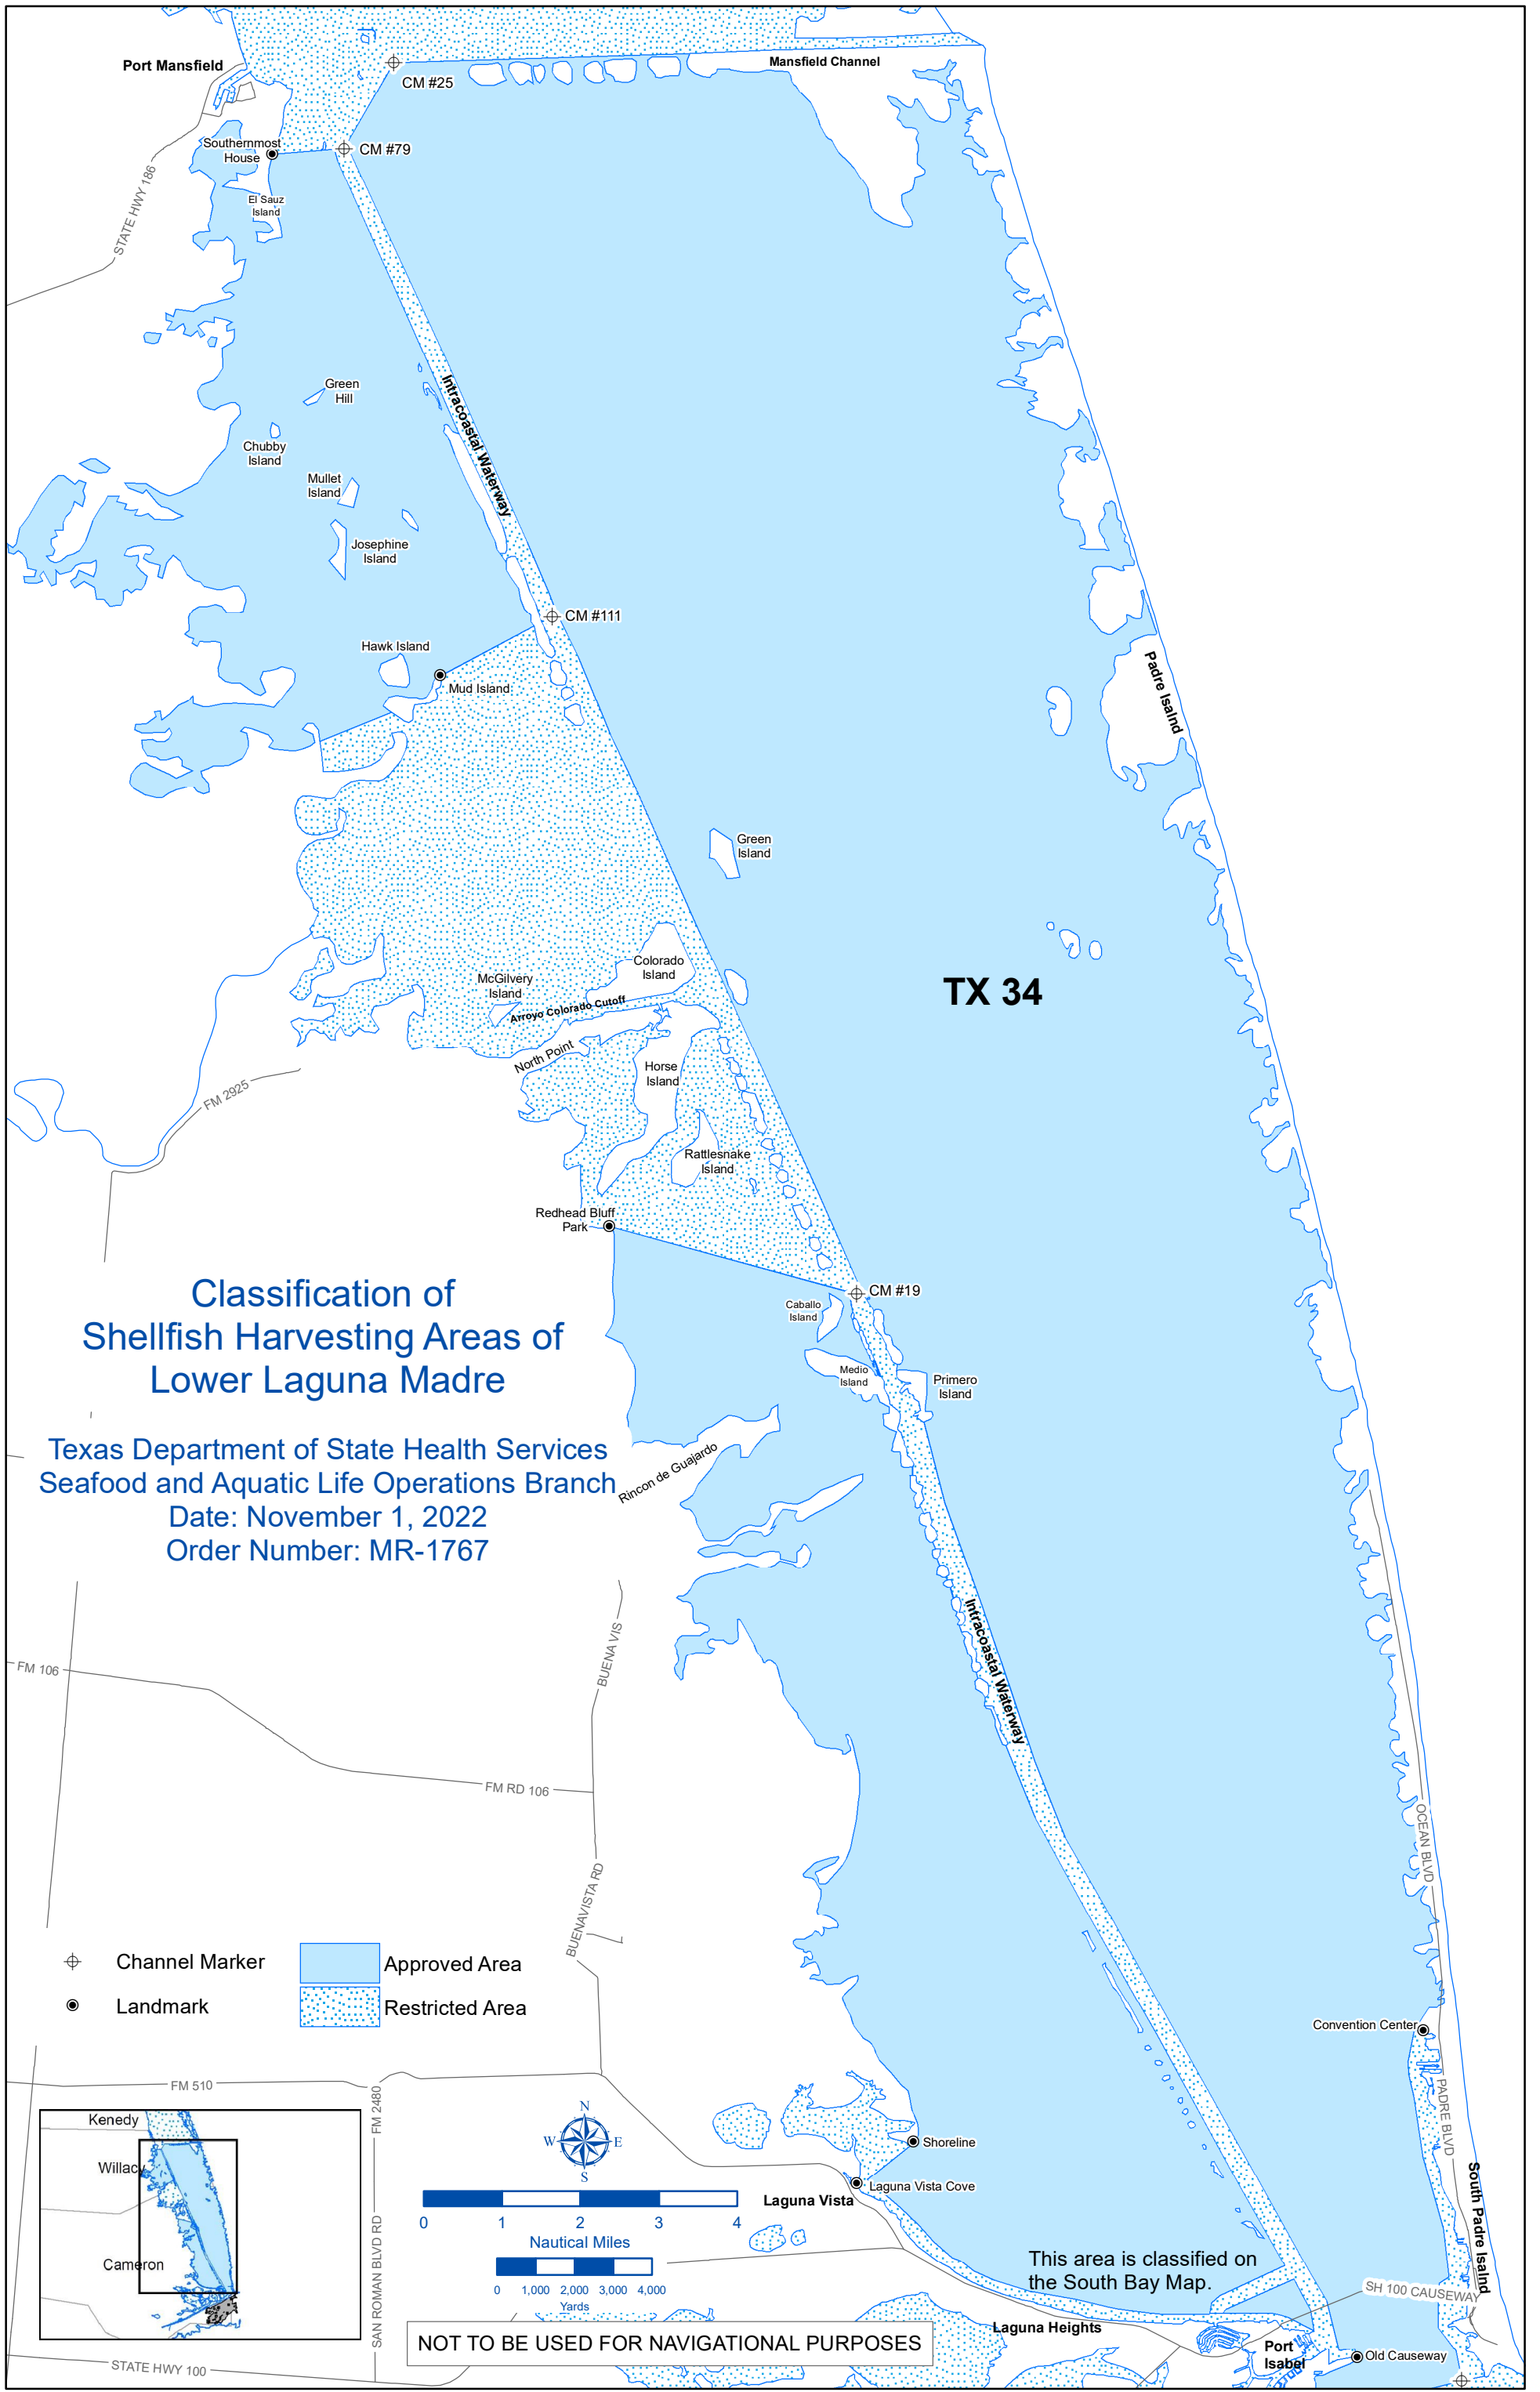 Port Mansfield
CM #25
Mansfield Channel
Southernmost
House
CM #79
El Sauz
Island
STATE HWY 186
Green
Hill
Intracoastal Waterway
Chubby
Island
Mullet
Island
Josephine
Island
CM #111
Hawk Island
Mud Island
Padre Isalnd
Green
Island
Colorado
Island
McGilvery
Island
Arroyo Colorado Cutoff
TX 34
North Point
Horse
Island
FM 2925
Rattlesnake
Island
Redhead Bluff
Park
CM #19
Caballo
Island
Medio
Island
Primero
Island
Classification of
Shellfish Harvesting Areas of
Lower Laguna Madre
Texas Department of State Health Services
Seafood and Aquatic Life Operations Branch
Date: November 1, 2022
Order Number: MR-1767
Rincon de Guajardo
Intracoastal Waterway
BUENA VIS
FM 106
FM RD 106
OCEAN BLVD
BUENAVISTA RD
Channel Marker
Approved Area
Landmark
Restricted Area
Convention Center
PADRE BLVD
FM 510
FM 2480
SAN ROMAN BLVD RD
Kenedy
Willacy
Cameron
N
W
E
S
Shoreline
Laguna Vista Cove
Laguna Vista
0 1 2 3 4
Nautical Miles
0 1,000 2,000 3,000 4,000
Yards
South Padre Isalnd
This area is classified on
the South Bay Map.
SH 100 CAUSEWAY
Laguna Heights
Port
Isabel
Old Causeway
NOT TO BE USED FOR NAVIGATIONAL PURPOSES
STATE HWY 100